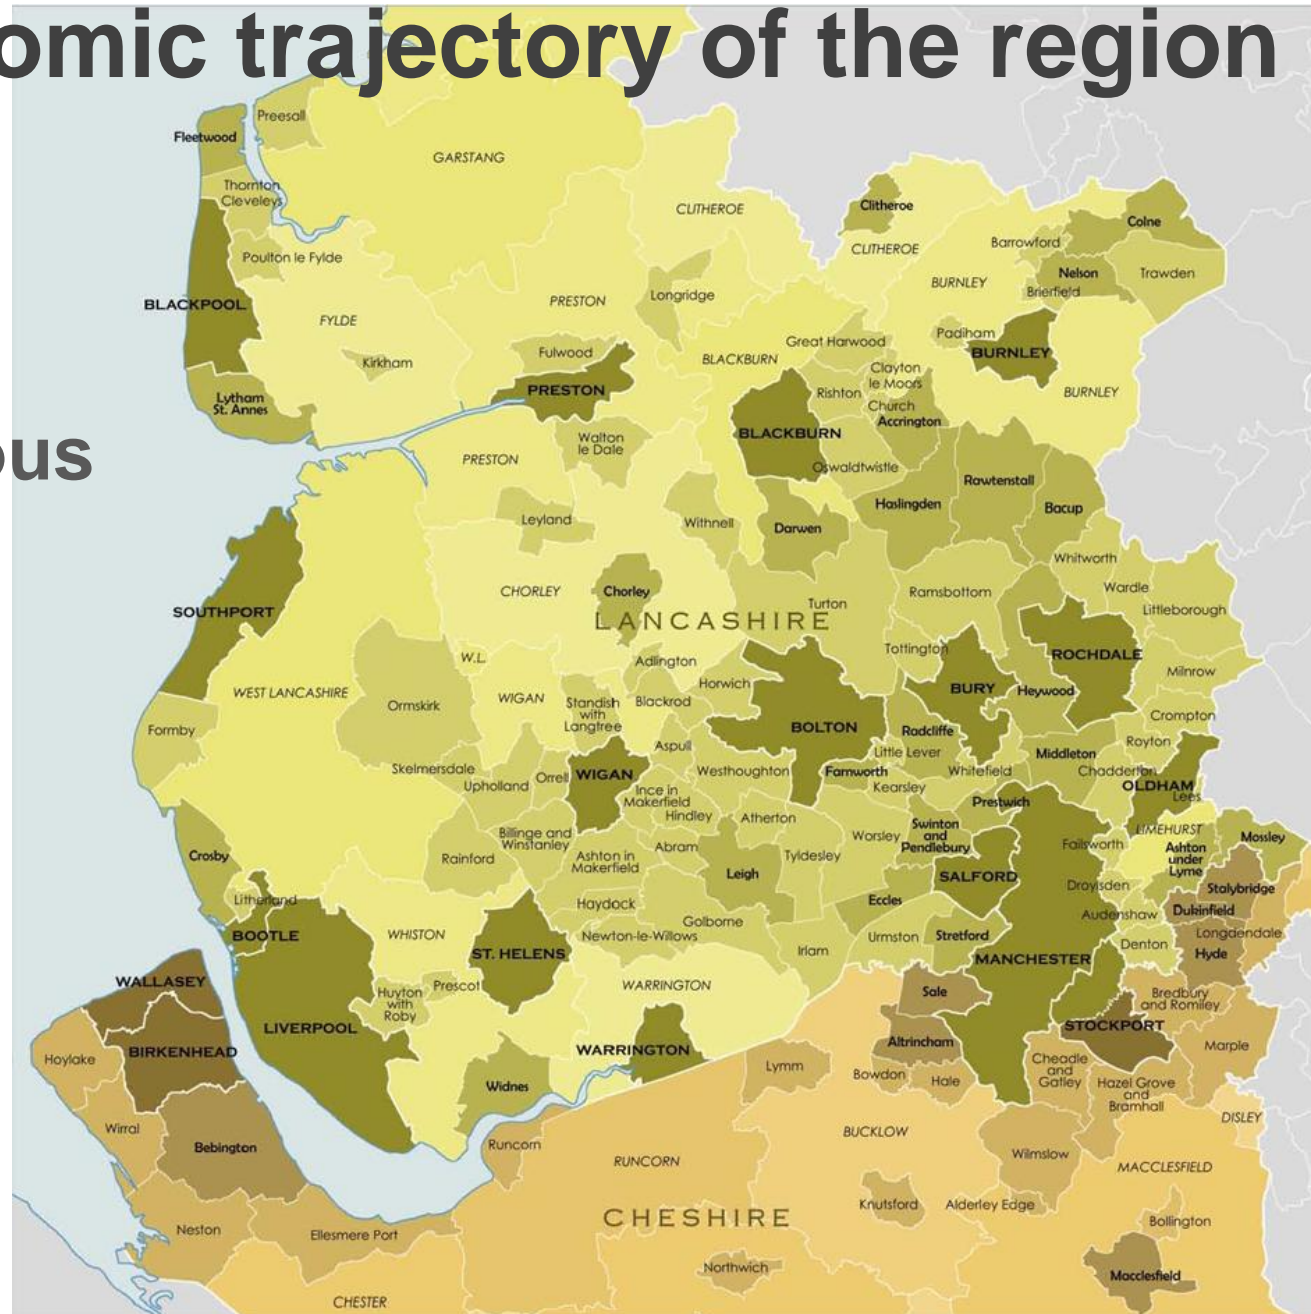 omic trajectory of the region
Preesall
Fleetwood
GARSTANG
Thornton
Cleveleys
CLITHEROE
Clitheroe
Colne
CLITHEROE
Barrowford
Poulton le Fylde
Nelson
Trawden
BURNLEY
Brierfield
BLACKPOOL
PRESTON
Longridge
FYLDE
Padiham
Great Harwood
BURNLEY
Fulwood
BLACKBURN
Kirkham
Clayton
le Moors
PRESTON
Rishton
BURNLEY
Lytham
St. Annes
Church
Accrington
BLACKBURN
Walton
le Dale
ous
PRESTON
Oswaldtwistle
Rawtenstall
Haslingden
Bacup
Leyland
Withnell
Darwen
Whitworth
Wardle
CHORLEY
Chorley
Ramsbottom
Turton
Littleborough
SOUTHPORT
LANCASHIRE
Tottington
ROCHDALE
W.L.
Adlington
Milnrow
WEST LANCASHIRE
WIGAN
Horwich
BURY
Heywood
Ormskirk
Standish
with
Langtree
Blackrod
Crompton
Formby
BOLTON
Radcliffe
Royton
Aspull
Little Lever
Middleton
Skelmersdale
Upholland
Orrell
WIGAN
Westhoughton
Farnworth
Whitefield
Chadderton
Kearsley
OLDHAM
Ince in
Makerfield
Prestwich
Lees
Hindley
Atherton
Swinton
and
Pendlebury
LIMEHURST
Billinge and
Winstanley
Worsley
Mossley
Failsworth
Ashton
under
Lyme
Abram
Crosby
Rainford
Ashton in
Makerfield
Tyldesley
Leigh
SALFORD
Droylsden
Stalybridge
Litherland
Haydock
Eccles
Audenshaw
Dukinfield
Golborne
BOOTLE
WHISTON
Newton-le-Willows
Urmston
Stretford
Longdendale
Denton
Irlam
ST. HELENS
Hyde
MANCHESTER
WALLASEY
Prescot
WARRINGTON
Sale
Huyton
with
Roby
Bredbury
and Romiley
LIVERPOOL
STOCKPORT
Altrincham
BIRKENHEAD
WARRINGTON
Marple
Hoylake
Lymm
Cheadle
and
Gatley
Bowdon
Hale
Widnes
Hazel Grove
and
Bramhall
DISLEY
Wirral
BUCKLOW
Bebington
Runcorn
Wilmslow
RUNCORN
MACCLESFIELD
Knutsford
Alderley Edge
CHESHIRE
Bollington
Neston
Ellesmere Port
Northwich
Macclesfield
CHESTER